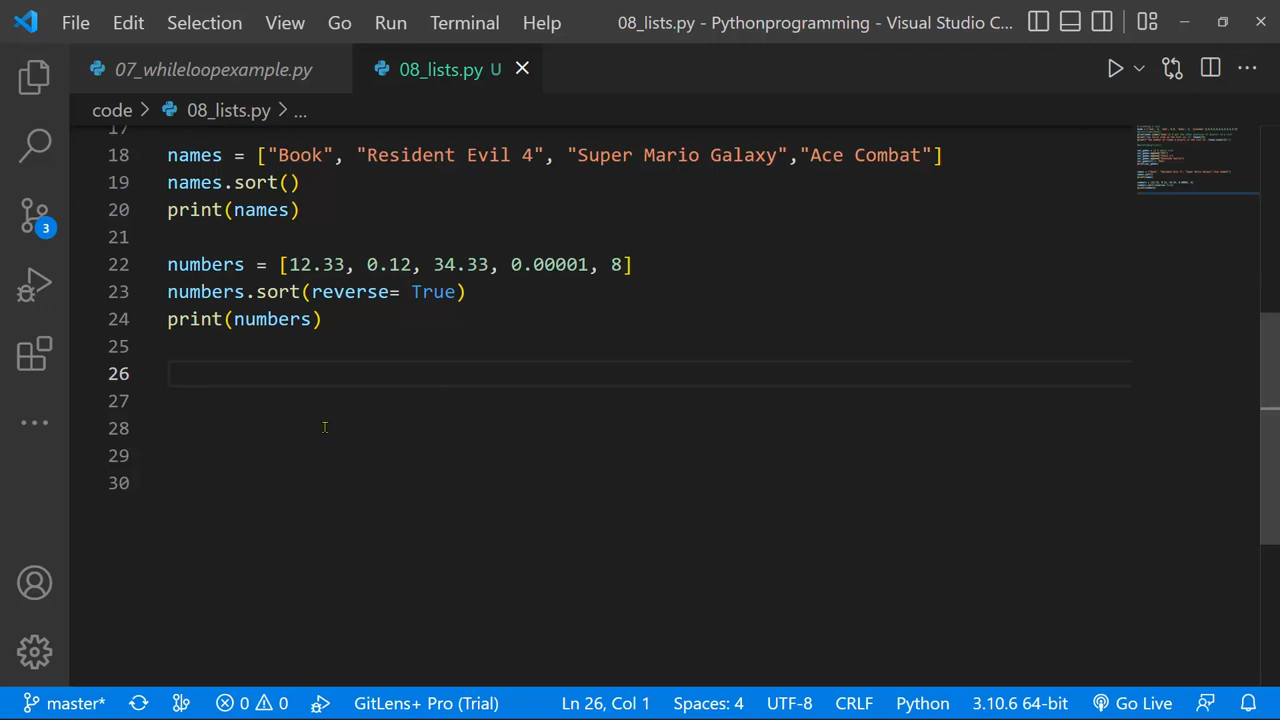 File Edit Selection View Go Run Terminal Help 08_lists.py - Pythonprogramming - Visual Studio C...
07_whileloopexample.py 08_lists.py U
code > 08_lists.py > ...
17
18 names = ["Book", "Resident Evil 4", "Super Mario Galaxy","Ace Combat"]
19 names.sort()
20 print(names)
21
22 numbers = [12.33, 0.12, 34.33, 0.00001, 8]
23 numbers.sort(reverse= True)
24 print(numbers)
25
26
27
28
29
30
3
master* 0 0 GitLens+ Pro (Trial) Ln 26, Col 1 Spaces: 4 UTF-8 CRLF Python 3.10.6 64-bit Go Live